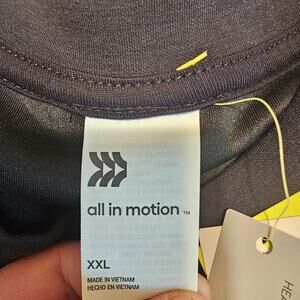 all in motion ™
XXL
MADE IN VIETNAM
HECHO EN VIETNAM